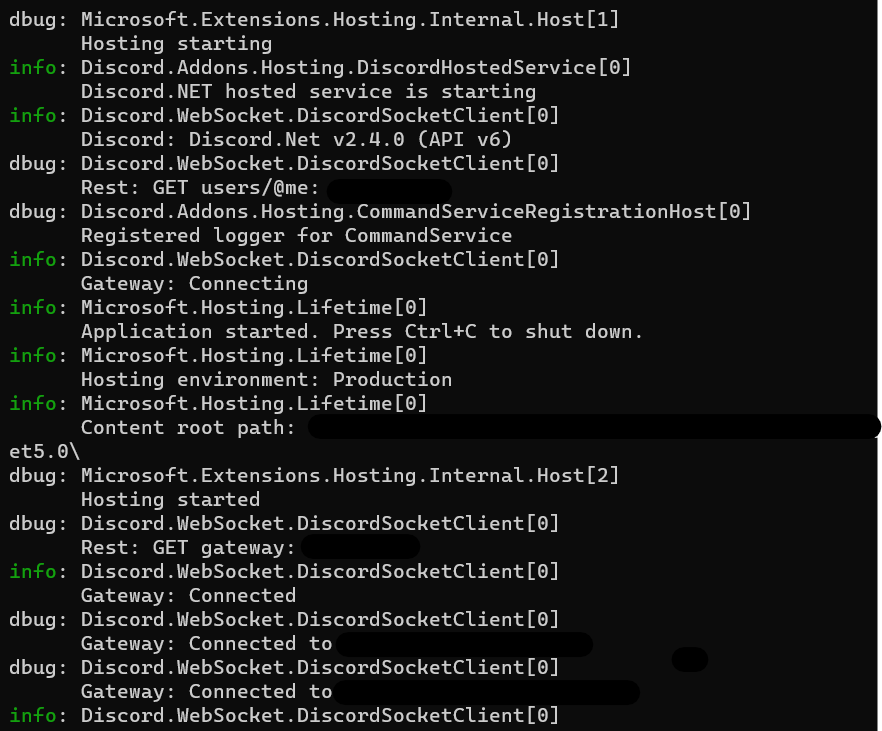 dbug: Microsoft.Extensions.Hosting.Internal.Host[1]
Hosting starting
info: Discord.Addons.Hosting.DiscordHostedService[0]
Discord.NET hosted service is starting
info: Discord.WebSocket.DiscordSocketClient[0]
Discord: Discord.Net v2.4.0 (API v6)
dbug: Discord.WebSocket.DiscordSocketClient[0]
Rest: GET users/@me:
dbug: Discord.Addons.Hosting.CommandServiceRegistrationHost[0]
Registered logger for CommandService
info: Discord.WebSocket.DiscordSocketClient[0]
Gateway: Connecting
info: Microsoft.Hosting.Lifetime[0]
Application started. Press Ctrl+C to shut down.
info: Microsoft.Hosting.Lifetime[0]
Hosting environment: Production
info: Microsoft.Hosting.Lifetime[0]
Content root path:
et5.0\
dbug: Microsoft.Extensions.Hosting.Internal.Host[2]
Hosting started
dbug: Discord.WebSocket.DiscordSocketClient[0]
Rest: GET gateway:
info: Discord.WebSocket.DiscordSocketClient[0]
Gateway: Connected
dbug: Discord.WebSocket.DiscordSocketClient[0]
Gateway: Connected to
dbug: Discord.WebSocket.DiscordSocketClient[0]
Gateway: Connected to
info: Discord.WebSocket.DiscordSocketClient[0]